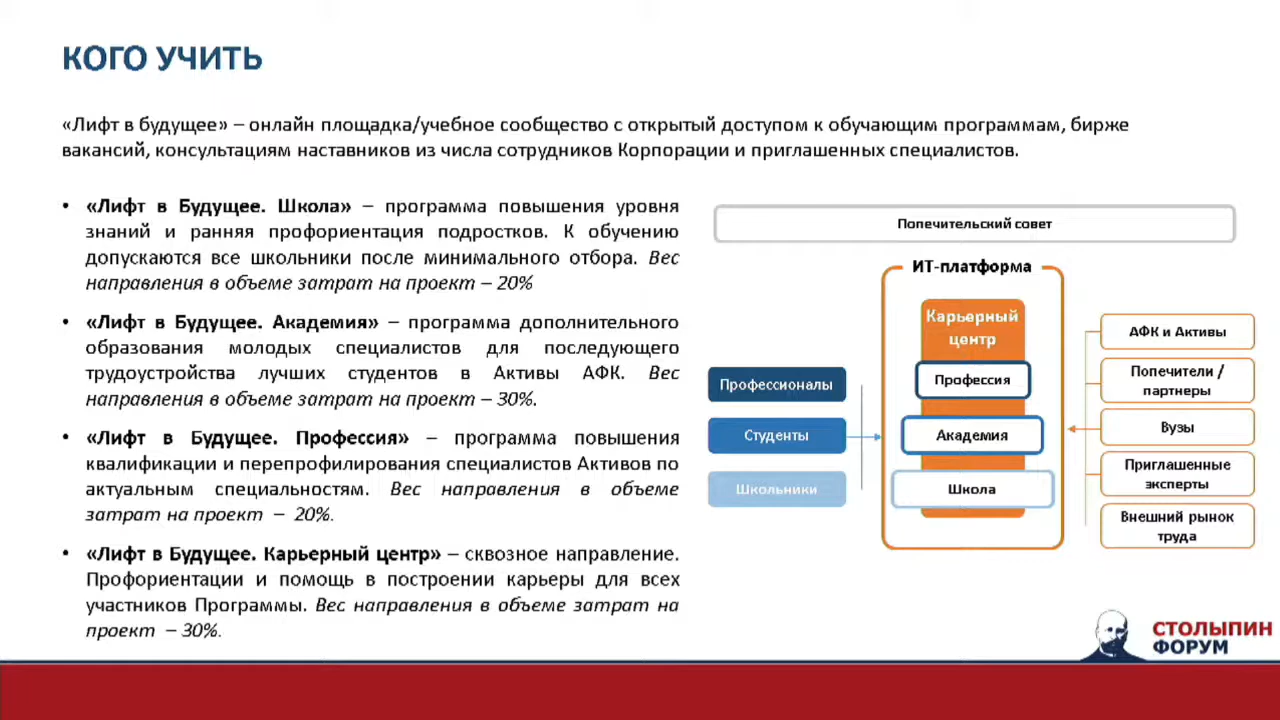 КОГО УЧИТЬ
«Лифт в будущее» – онлайн площадка/учебное сообщество с открытый доступом к обучающим программам, бирже
вакансий, консультациям наставников из числа сотрудников Корпорации и приглашенных специалистов.
• «Лифт в Будущее. Школа» – программа повышения уровня
знаний и ранняя профориентация подростков. К обучению
допускаются все школьники после минимального отбора. Вес
направления в объеме затрат на проект – 20%
• «Лифт в Будущее. Академия» – программа дополнительного
образования молодых специалистов для последующего
трудоустройства лучших студентов в Активы АФК. Вес
направления в объеме затрат на проект – 30%.
• «Лифт в Будущее. Профессия» – программа повышения
квалификации и перепрофилирования специалистов Активов по
актуальным специальностям. Вес направления в объеме
затрат на проект – 20%.
• «Лифт в Будущее. Карьерный центр» – сквозное направление.
Профориентации и помощь в построении карьеры для всех
участников Программы. Вес направления в объеме затрат на
проект – 30%.
Попечительский совет
ИТ-платформа
Карьерный
центр
Профессия
Академия
Школа
Профессионалы
Студенты
Школьники
АФК и Активы
Попечители /
партнеры
Вузы
Приглашенные
эксперты
Внешний рынок
труда
СТОЛЫПИН
ФОРУМ